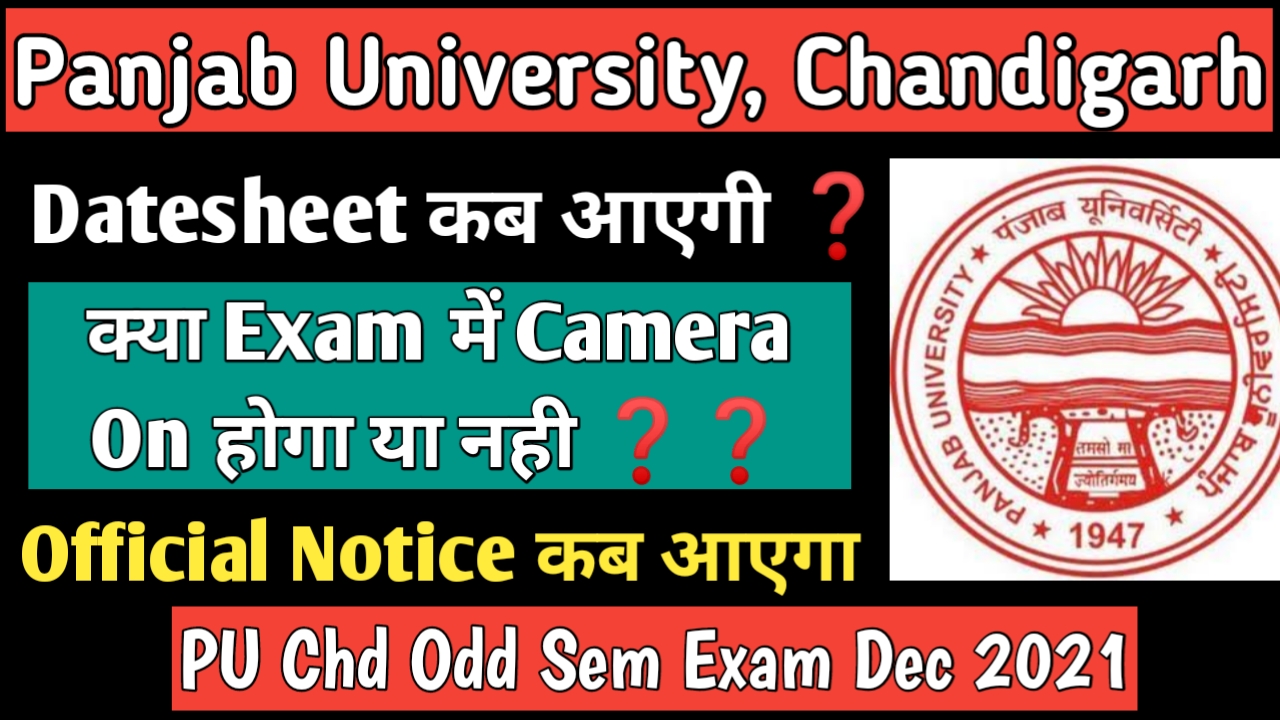 Panjab University, Chandigarh
Datesheet कब आएगी ❓
क्या Exam में Camera
On होगा या नही ❓❓
Official Notice कब आएगा
PU Chd Odd Sem Exam Dec 2021
पंजाब यूनिवर्सिटी
PANJAB UNIVERSITY
ਪੰਜਾਬ ਯੂਨੀਵਰਸਿਟੀ
तमसो मा
ज्योतिर्गमय
1947